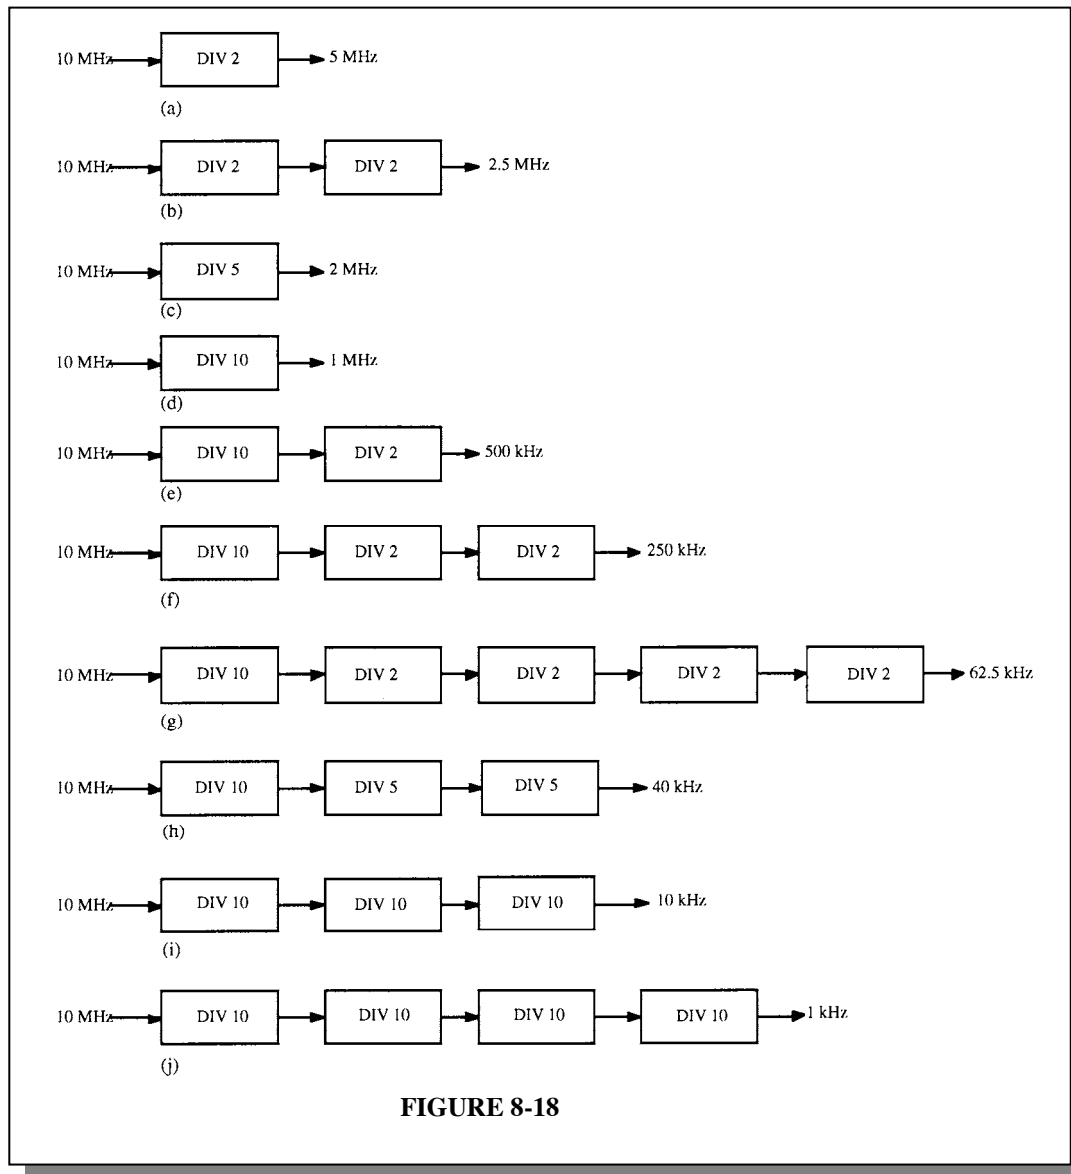 10 MHz DIV 2 5 MHz
(a)
10 MHz DIV 2 DIV 2 2.5 MHz
(b)
10 MHz DIV 5 2 MHz
(c)
10 MHz DIV 10 1 MHz
(d)
10 MHz DIV 10 DIV 2 500 kHz
(e)
10 MHz DIV 10 DIV 2 DIV 2 250 kHz
(f)
10 MHz DIV 10 DIV 2 DIV 2 DIV 2 DIV 2 62.5 kHz
(g)
10 MHz DIV 10 DIV 5 DIV 5 40 kHz
(h)
10 MHz DIV 10 DIV 10 DIV 10 10 kHz
(i)
10 MHz DIV 10 DIV 10 DIV 10 DIV 10 1 kHz
(j)
FIGURE 8-18